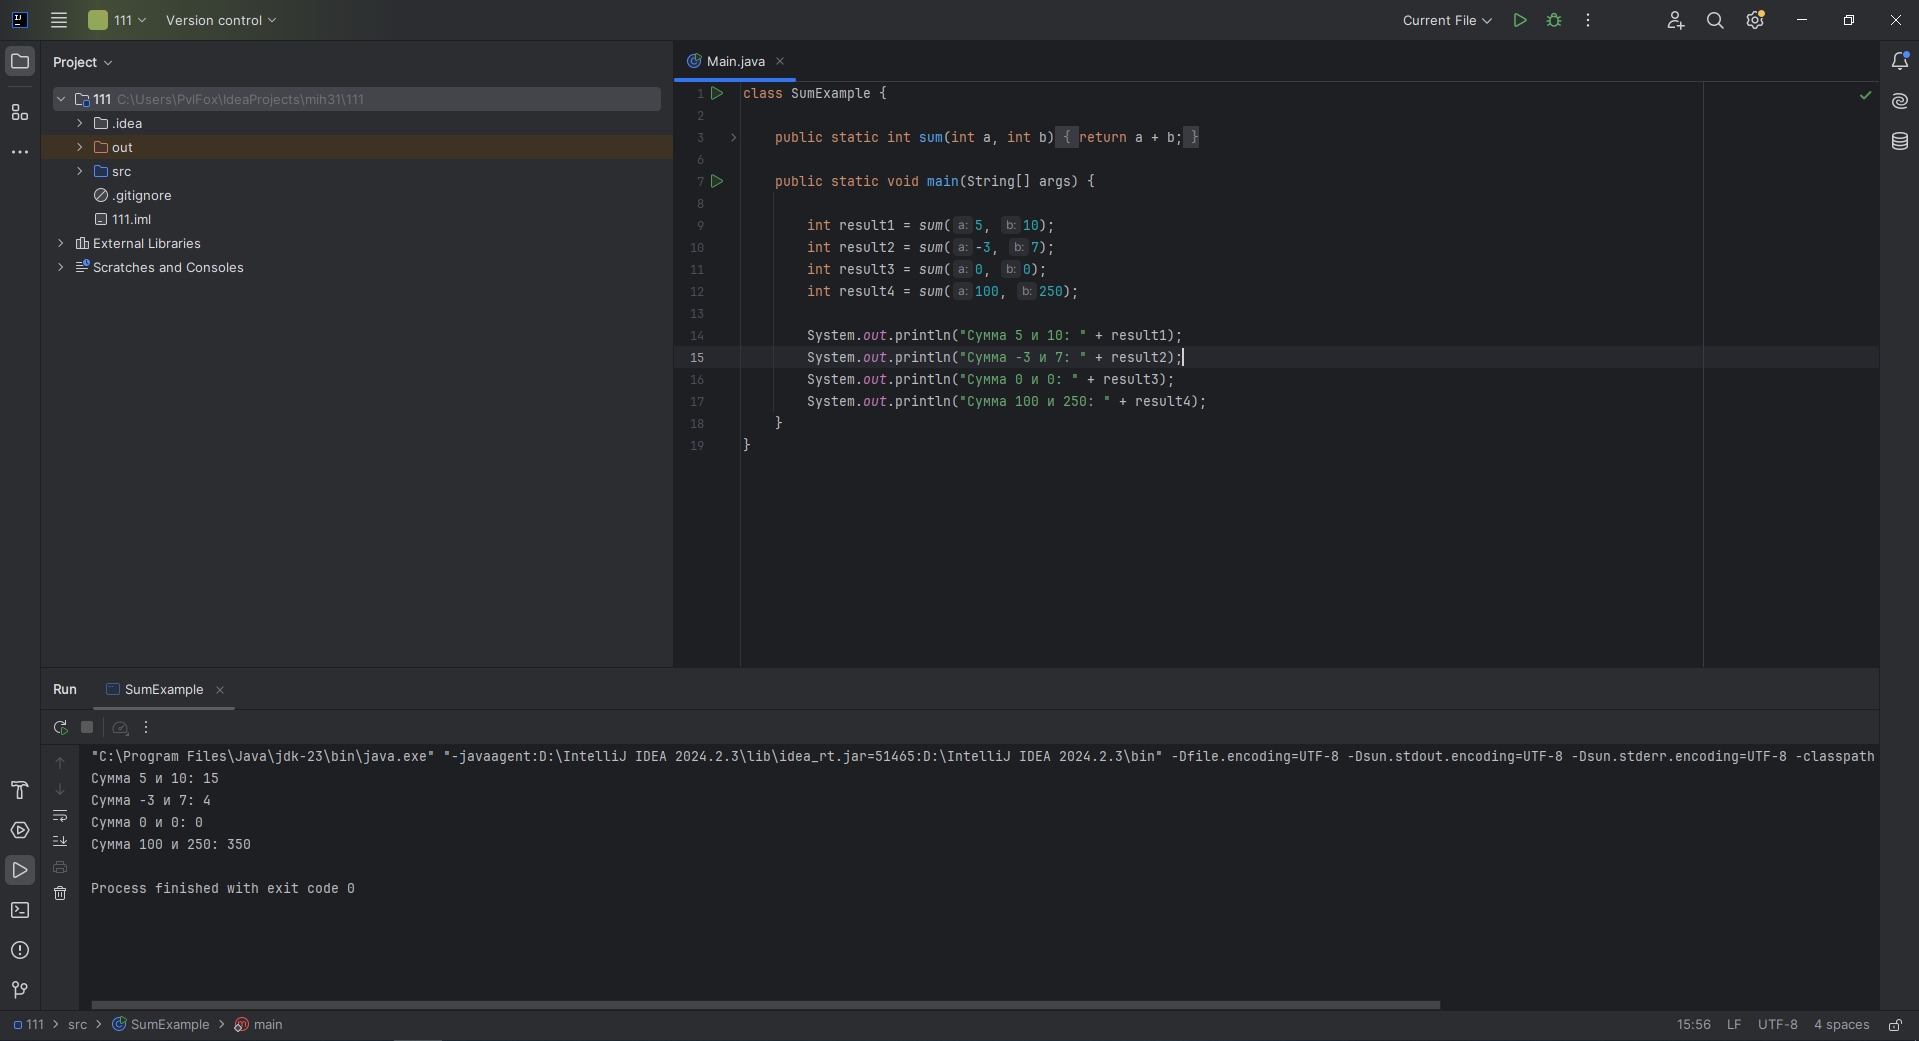 111 Version control Current File
Project
111 C:\Users\PvlFox\IdeaProjects\mih31\111
.idea
out
src
.gitignore
111.iml
External Libraries
Scratches and Consoles
Main.java
1 class SumExample {
2
3 public static int sum(int a, int b) { return a + b; }
6
7 public static void main(String[] args) {
8
9 int result1 = sum( a: 5, b: 10);
10 int result2 = sum( a: -3, b: 7);
11 int result3 = sum( a: 0, b: 0);
12 int result4 = sum( a: 100, b: 250);
13
14 System.out.println("Сумма 5 и 10: " + result1);
15 System.out.println("Сумма -3 и 7: " + result2);
16 System.out.println("Сумма 0 и 0: " + result3);
17 System.out.println("Сумма 100 и 250: " + result4);
18 }
19 }
Run SumExample
"C:\Program Files\Java\jdk-23\bin\java.exe" "-javaagent:D:\IntelliJ IDEA 2024.2.3\lib\idea_rt.jar=51465:D:\IntelliJ IDEA 2024.2.3\bin" -Dfile.encoding=UTF-8 -Dsun.stdout.encoding=UTF-8 -Dsun.stderr.encoding=UTF-8 -classpath
Сумма 5 и 10: 15
Сумма -3 и 7: 4
Сумма 0 и 0: 0
Сумма 100 и 250: 350
Process finished with exit code 0
111 > src > SumExample > main 15:56 LF UTF-8 4 spaces